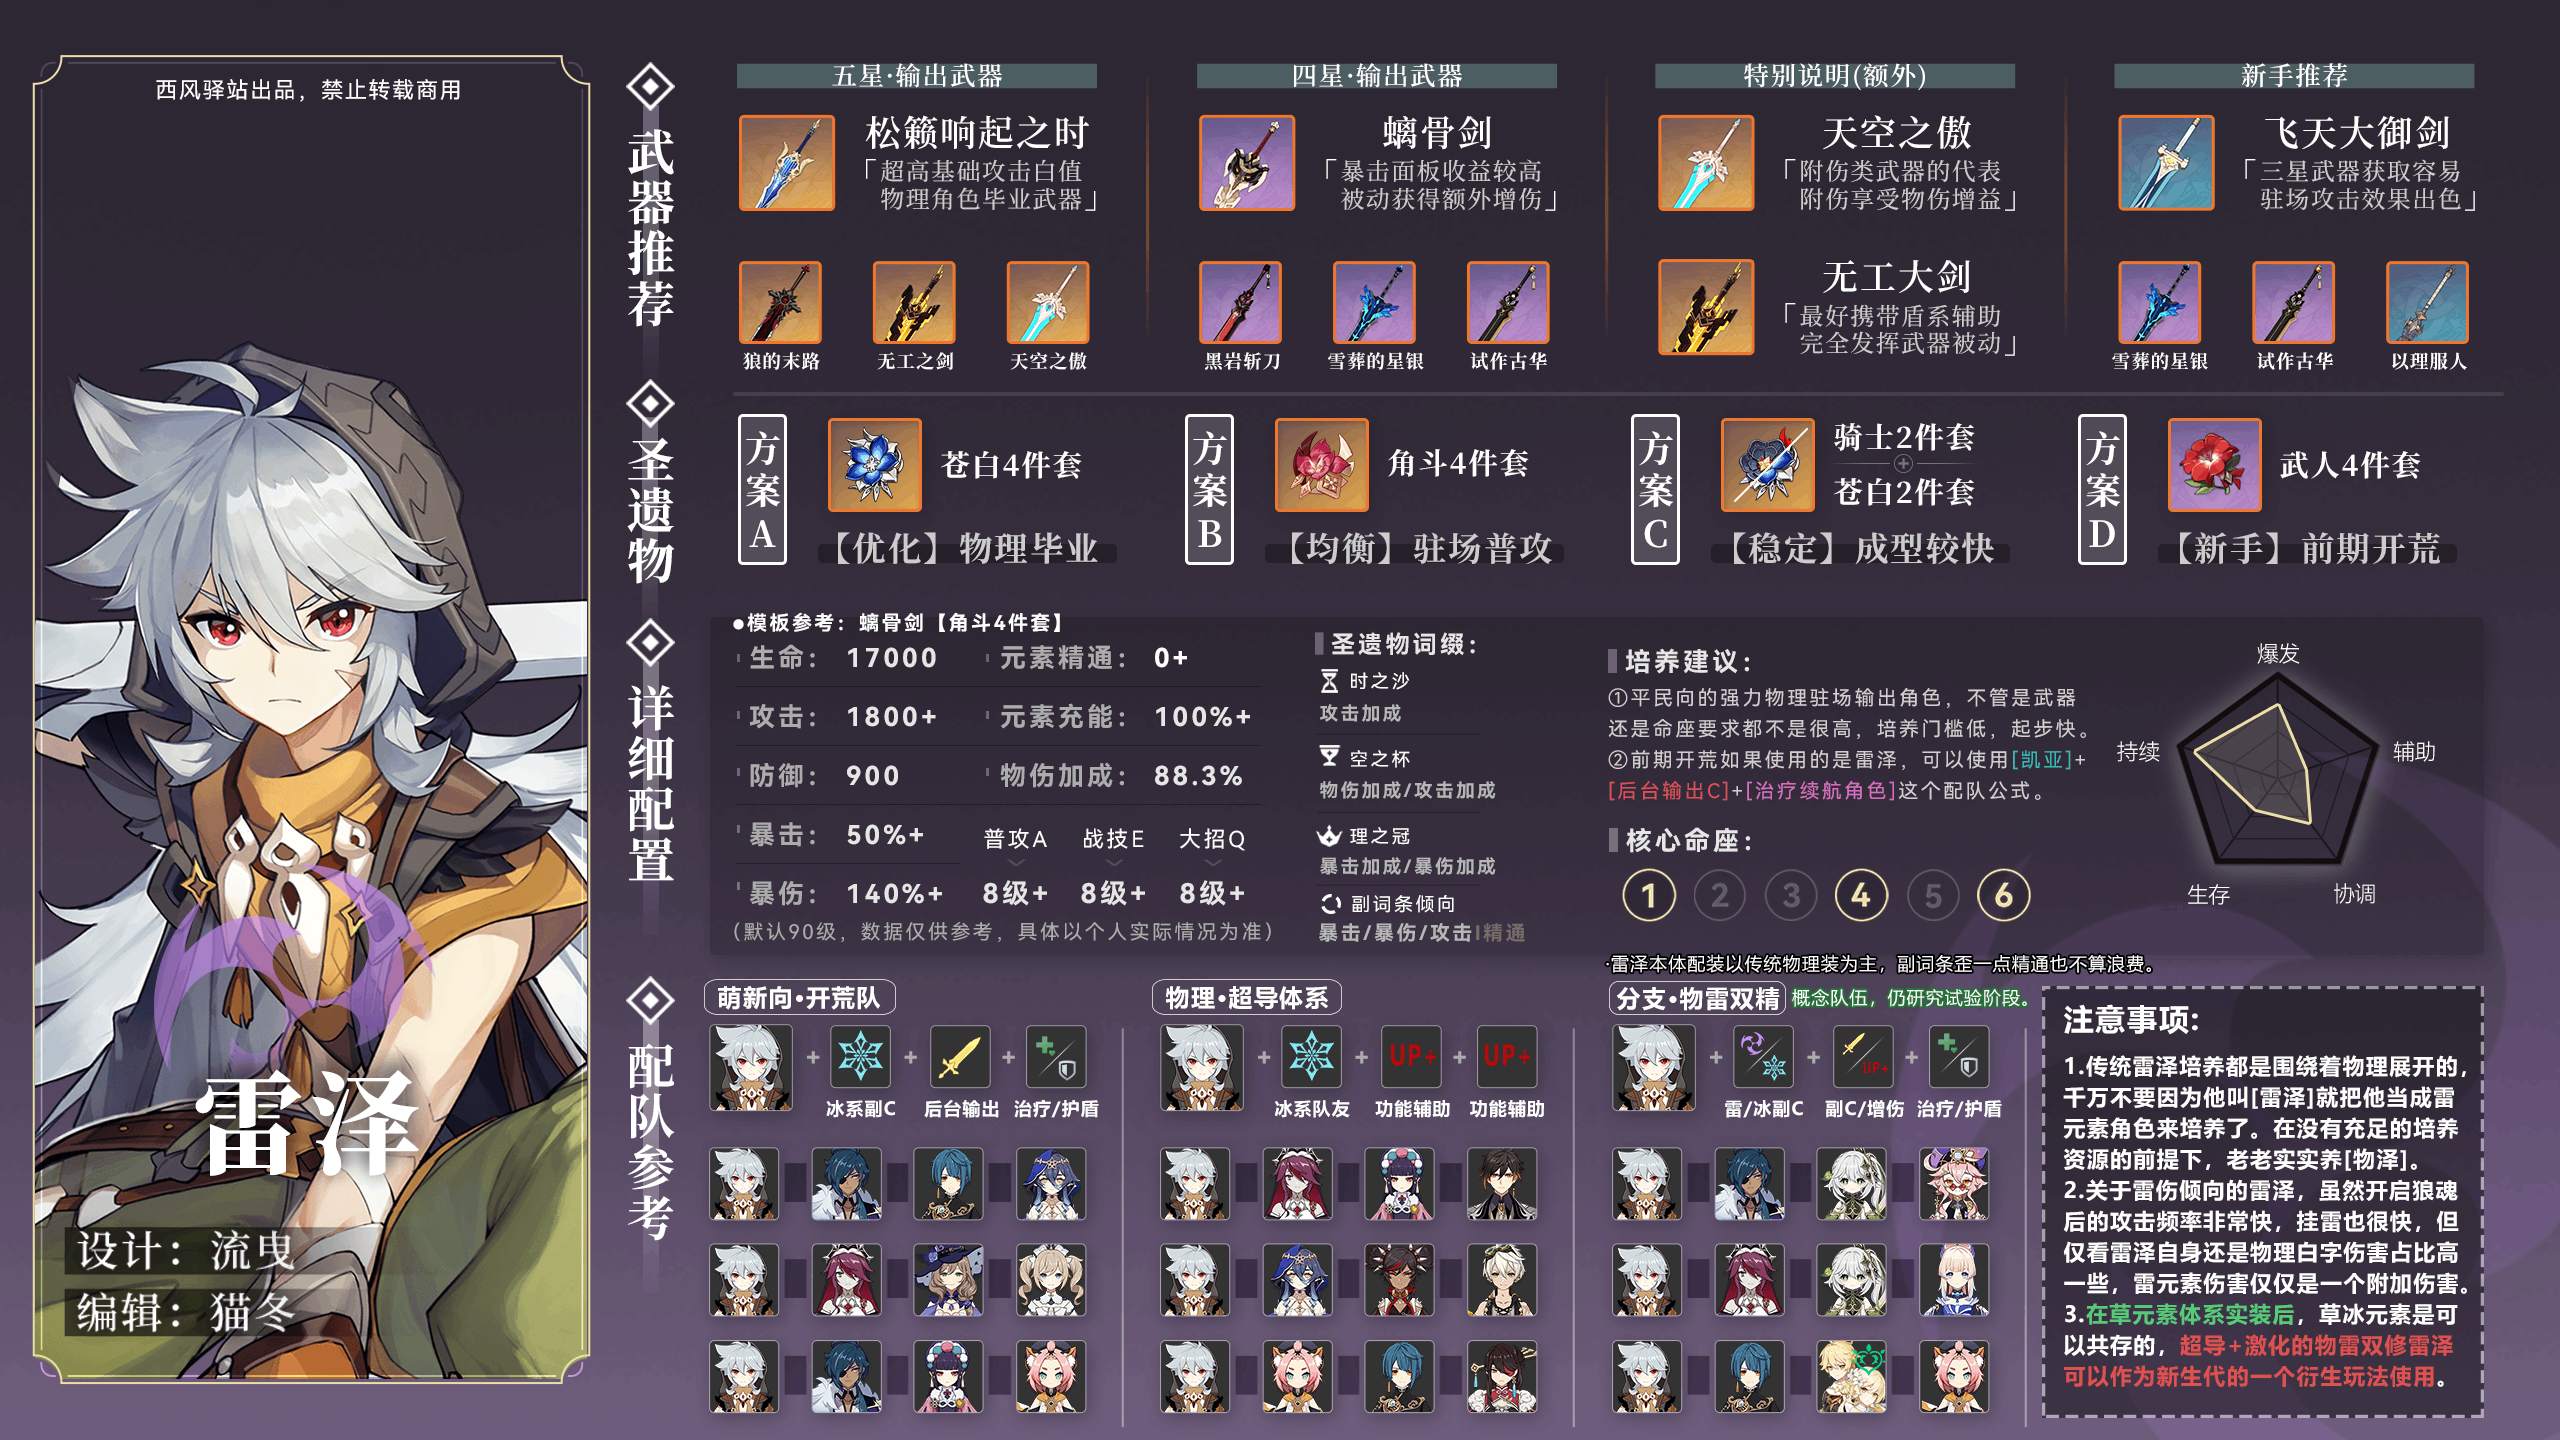 西风驿站出品，禁止转载商用
雷泽
设计：流曳
编辑：猫冬
武器推荐
五星·输出武器
松籁响起之时
「超高基础攻击白值
物理角色毕业武器」
狼的末路
无工之剑
天空之傲
四星·输出武器
螭骨剑
「暴击面板收益较高
被动获得额外增伤」
黑岩斩刀
雪葬的星银
试作古华
特别说明(额外)
天空之傲
「附伤类武器的代表
附伤享受物伤增益」
无工大剑
「最好携带盾系辅助
完全发挥武器被动」
新手推荐
飞天大御剑
「三星武器获取容易
驻场攻击效果出色」
雪葬的星银
试作古华
以理服人
圣遗物
方案A
苍白4件套
【优化】物理毕业
方案B
角斗4件套
【均衡】驻场普攻
方案C
骑士2件套
苍白2件套
【稳定】成型较快
方案D
武人4件套
【新手】前期开荒
详细配置
●模板参考：螭骨剑【角斗4件套】
生命：17000
元素精通：0+
攻击：1800+
元素充能：100%+
防御：900
物伤加成：88.3%
暴击：50%+
暴伤：140%+
普攻A 战技E 大招Q
8级+ 8级+ 8级+
(默认90级，数据仅供参考，具体以个人实际情况为准)
圣遗物词缀：
时之沙
攻击加成
空之杯
物伤加成/攻击加成
理之冠
暴击加成/暴伤加成
副词条倾向
暴击/暴伤/攻击|精通
培养建议：
①平民向的强力物理驻场输出角色，不管是武器
还是命座要求都不是很高，培养门槛低，起步快。
②前期开荒如果使用的是雷泽，可以使用[凯亚]+
[后台输出C]+[治疗续航角色]这个配队公式。
核心命座：
1 2 3 4 5 6
爆发
辅助
协调
生存
持续
·雷泽本体配装以传统物理装为主，副词条歪一点精通也不算浪费。
配队参考
萌新向·开荒队
冰系副C
后台输出
治疗/护盾
物理·超导体系
UP+
UP+
冰系队友
功能辅助
功能辅助
分支·物雷双精
概念队伍，仍研究试验阶段。
UP+
雷/冰副C
副C/增伤
治疗/护盾
注意事项:
1.传统雷泽培养都是围绕着物理展开的，
千万不要因为他叫[雷泽]就把他当成雷
元素角色来培养了。在没有充足的培养
资源的前提下，老老实实养[物泽]。
2.关于雷伤倾向的雷泽，虽然开启狼魂
后的攻击频率非常快，挂雷也很快，但
仅看雷泽自身还是物理白字伤害占比高
一些，雷元素伤害仅仅是一个附加伤害。
3.在草元素体系实装后，草冰元素是可
以共存的，超导+激化的物雷双修雷泽
可以作为新生代的一个衍生玩法使用。